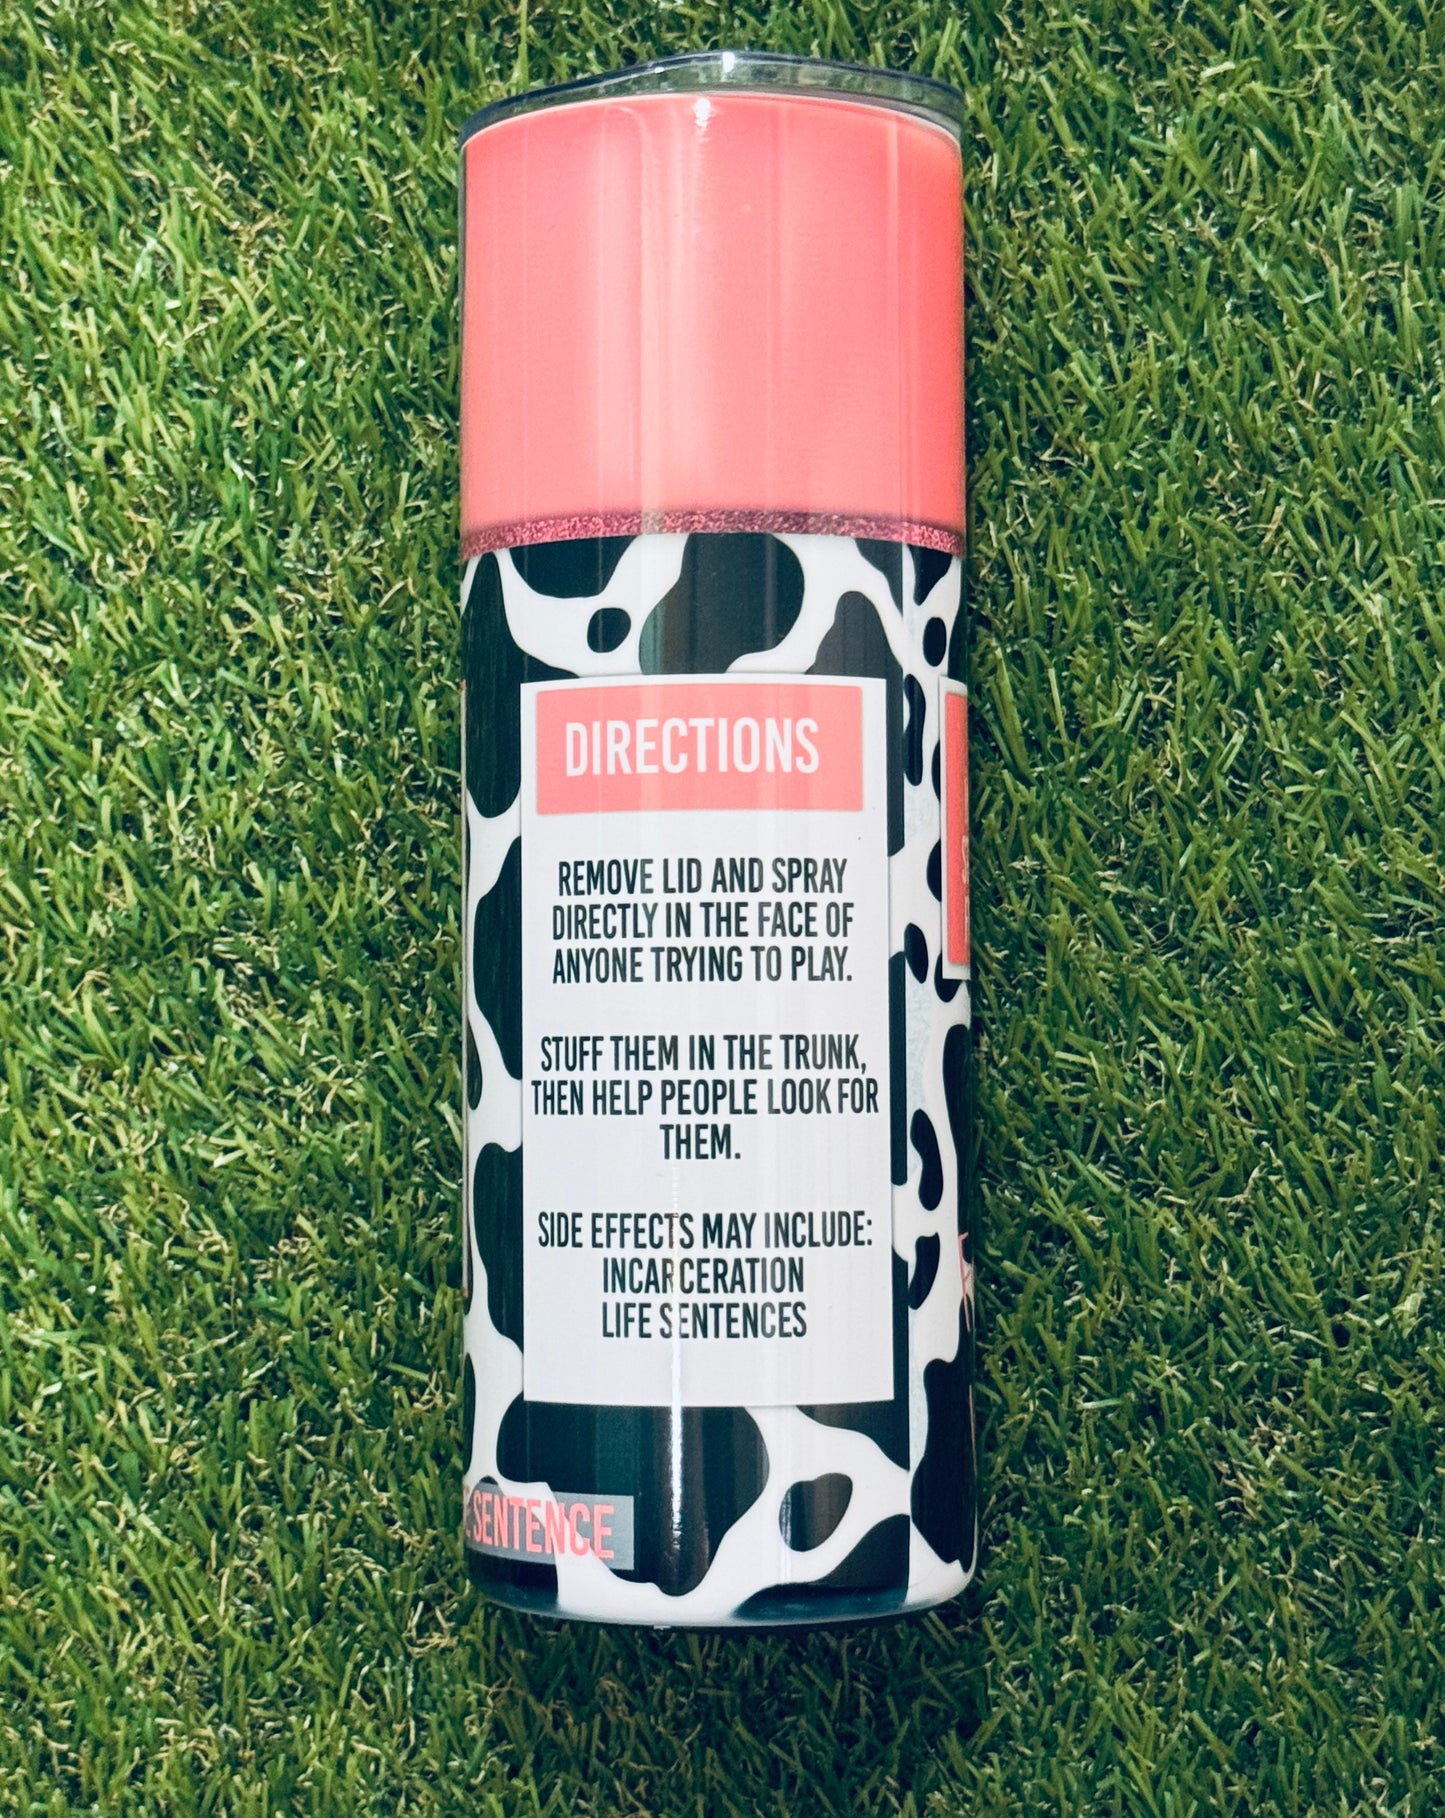 DIRECTIONS
REMOVE LID AND SPRAY
DIRECTLY IN THE FACE OF
ANYONE TRYING TO PLAY.
STUFF THEM IN THE TRUNK,
THEN HELP PEOPLE LOOK FOR
THEM.
SIDE EFFECTS MAY INCLUDE:
INCARCERATION
LIFE SENTENCES
SENTENCE